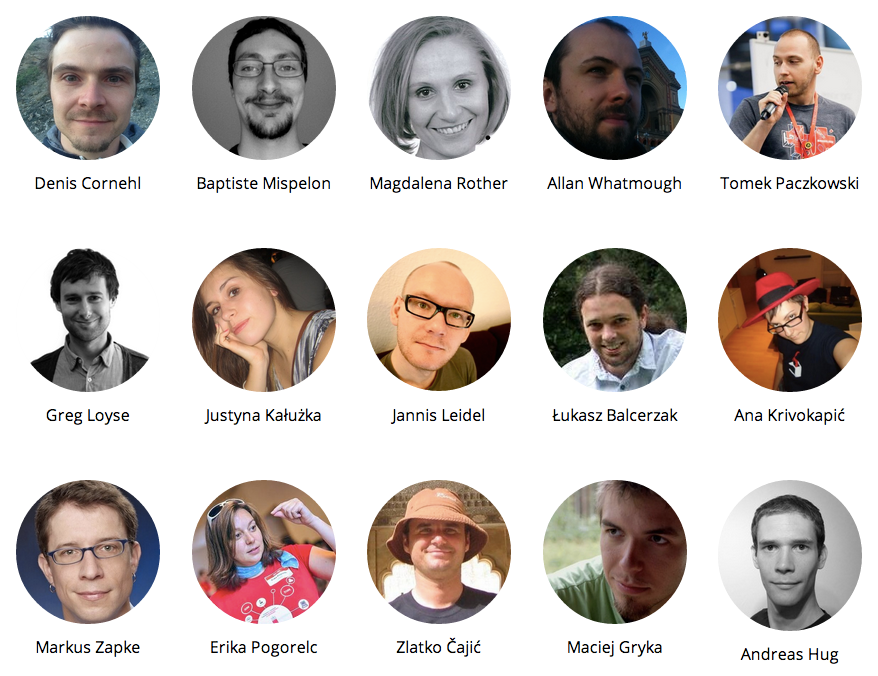 Denis Cornehl
Baptiste Mispelon
Magdalena Rother
Allan Whatmough
Tomek Paczkowski
Greg Loyse
Justyna Kałużka
Jannis Leidel
Łukasz Balcerzak
Ana Krivokapić
Markus Zapke
Erika Pogorelc
Zlatko Čajić
Maciej Gryka
Andreas Hug